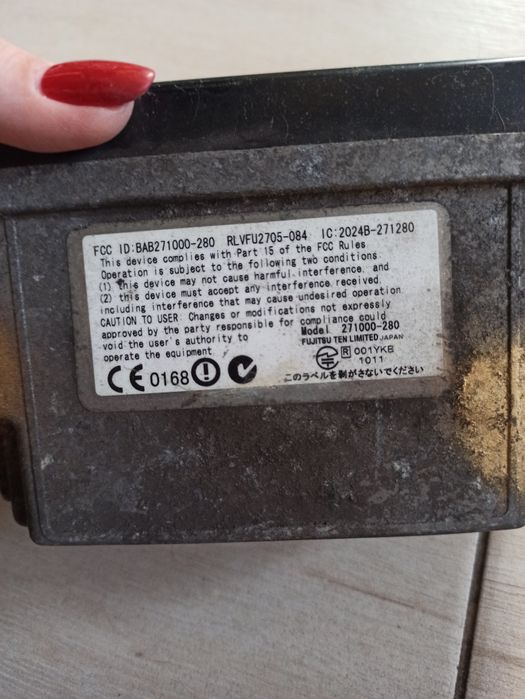 FCC ID:BAB271000-280 RLVFU2705-084 IC:2024B-271280
This device complies with Part 15 of the FCC Rules
Operation is subject to the following two conditions
(1) this device may not cause harmful interference, and
(2) this device must accept any interference received,
including interference that may cause undesired operation
CAUTION TO USER: Changes or modifications not expressly
approved by the party responsible for compliance could
void the user's authority to
operate the equipment
Model 271000-280
FUJITSU TEN LIMITED JAPAN
R 001YKB
1011
CE 0168
このラベルを剥がさないでください